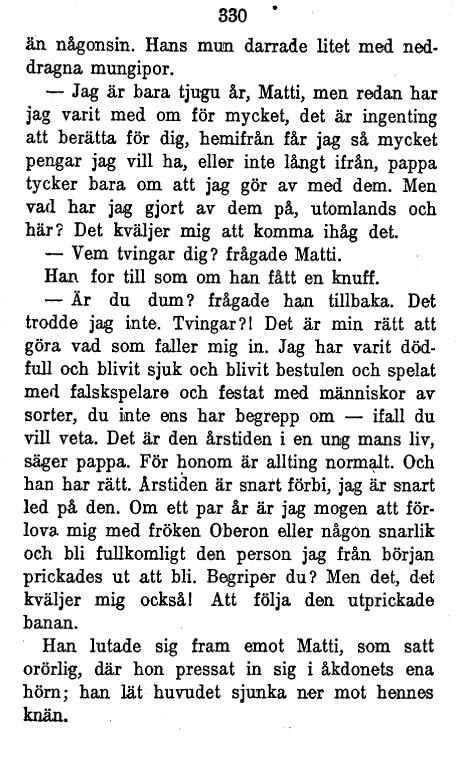 330
än någonsin. Hans mun darrade litet med ned-
dragna mungipor.
— Jag är bara tjugu år, Matti, men redan har
jag varit med om för mycket, det är ingenting
att berätta för dig, hemifrån får jag så mycket
pengar jag vill ha, eller inte långt ifrån, pappa
tycker bara om att jag gör av med dem. Men
vad har jag gjort av dem på, utomlands och
här? Det kväljer mig att komma ihåg det.
— Vem tvingar dig? frågade Matti.
Han for till som om han fått en knuff.
— Är du dum? frågade han tillbaka. Det
trodde jag inte. Tvingar?! Det är min rätt att
göra vad som faller mig in. Jag har varit död-
full och blivit sjuk och blivit bestulen och spelat
med falskspelare och festat med människor av
sorter, du inte ens har begrepp om — ifall du
vill veta. Det är den årstiden i en ung mans liv,
säger pappa. För honom är allting normalt. Och
han har rätt. Årstiden är snart förbi, jag är snart
led på den. Om ett par år är jag mogen att för-
lova mig med fröken Oberon eller någon snarlik
och bli fullkomligt den person jag från början
prickades ut att bli. Begriper du? Men det, det
kväljer mig också! Att följa den utprickade
banan.
Han lutade sig fram emot Matti, som satt
orörlig, där hon pressat in sig i åkdonets ena
hörn; han lät huvudet sjunka ner mot hennes
knän.